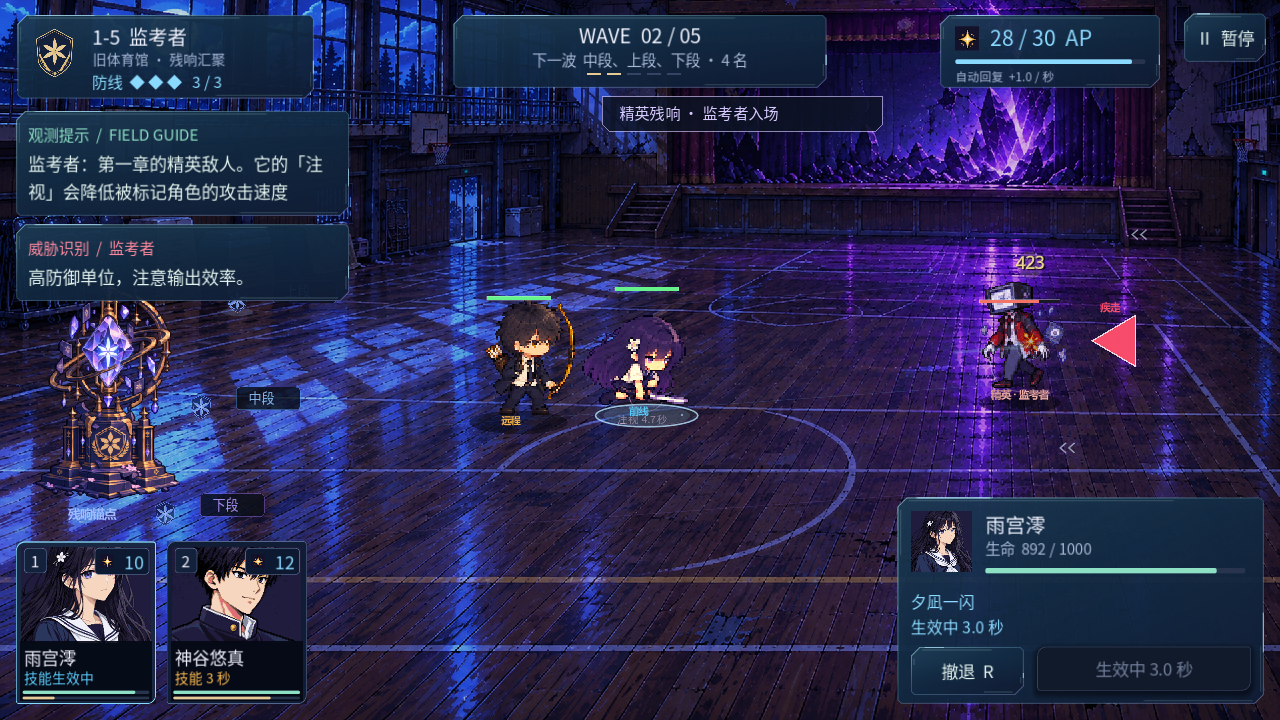 1-5 监考者
旧体育馆 · 残响汇聚
防线 3 / 3
WAVE 02 / 05
下一波 中段、上段、下段 · 4 名
28 / 30 AP
自动回复 +1.0 / 秒
暂停
精英残响 · 监考者入场
观测提示 / FIELD GUIDE
监考者：第一章的精英敌人。它的「注
视」会降低被标记角色的攻击速度
威胁识别 / 监考者
高防御单位，注意输出效率。
423
疾走
中段
精英·监考者
前线
注视 4.7 秒
远程
下段
残响锚点
1
10
雨宫澪
技能生效中
2
12
神谷悠真
技能 3 秒
雨宫澪
生命 892 / 1000
夕凪一闪
生效中 3.0 秒
撤退 R
生效中 3.0 秒